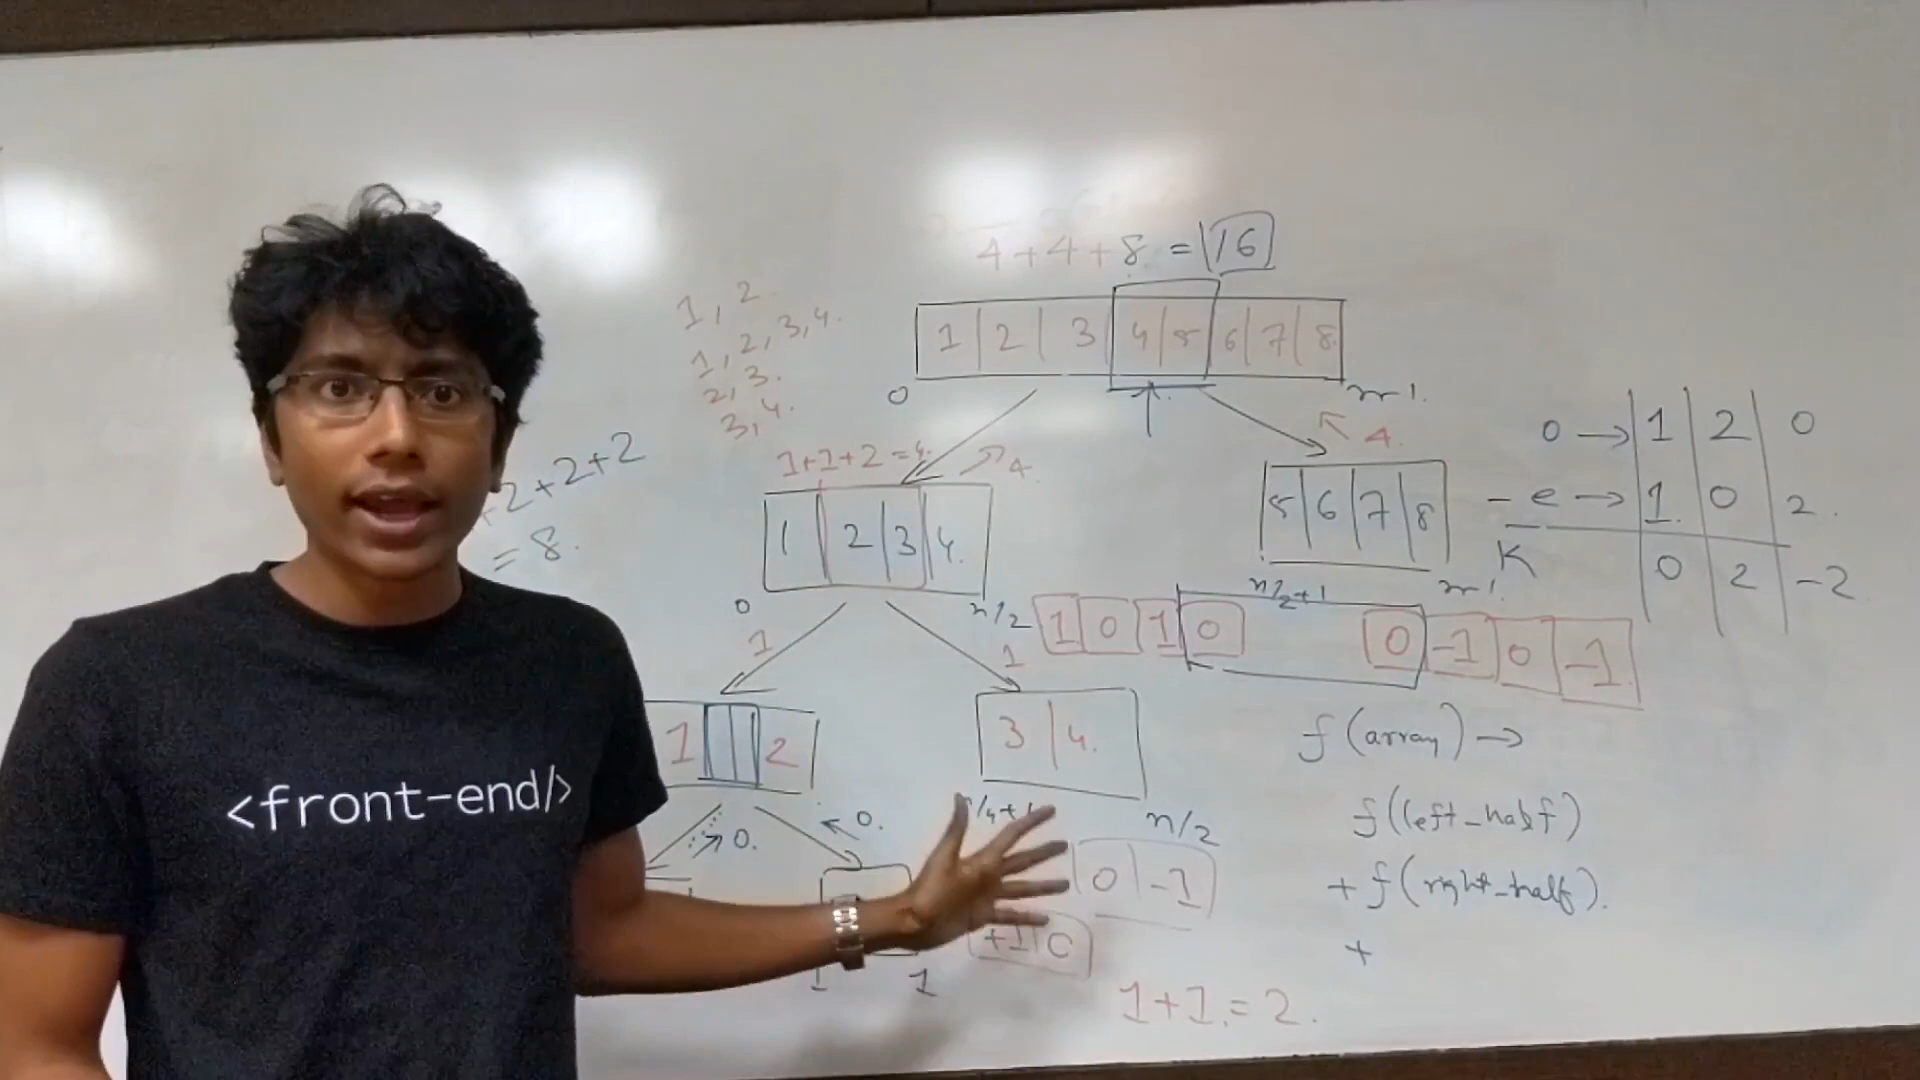 4+4+8 = 16
1, 2
1, 2, 3, 4.
2, 3.
3, 4.
1 2 3 4 5 6 7 8
0 n-1.
4.
1+1+2 = 4.
4
+2+2+2
= 8.
1 2 3 4.
0 n/2
5 6 7 8
n/2+1 n-1.
0 → 1 2 0
- e → 1. 0 2.
K 0 2 -2
1 0 1 0 0 -1 0 -1
1 1
1 2
3 4.
n/2
0. 0.
0 -1
+1 0
1 1
1+1 = 2.
f(array) →
f(left_half)
+ f(right_half).
+
<front-end/>